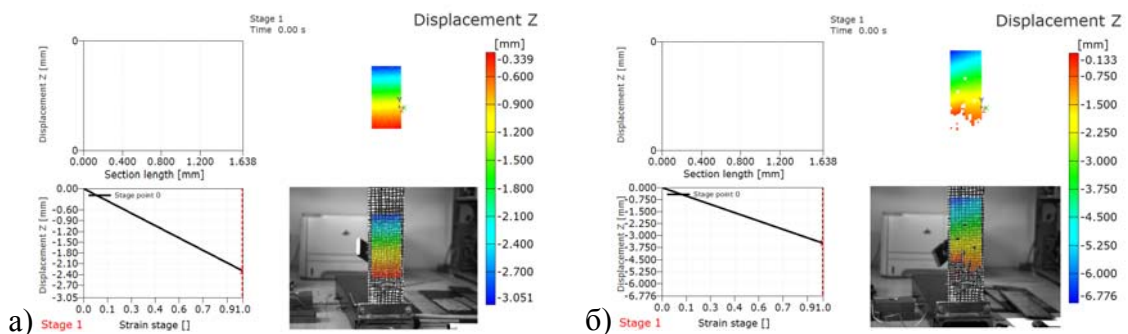 Stage 1
Time 0.00 s
Displacement Z
[mm]
-0.339
-0.600
-0.900
-1.200
-1.500
-1.800
-2.100
-2.400
-2.700
-3.051
Displacement Z [mm]
0
0
0.000 0.400 0.800 1.200 1.638
Section length [mm]
Displacement Z [mm]
0.00
-0.60
-0.90
-1.20
-1.50
-1.80
-2.10
-2.40
-3.05
Stage point 0
0.0 0.1 0.2 0.3 0.4 0.6 0.7 0.8 0.91.0
а) Stage 1 Strain stage []
Stage 1
Time 0.00 s
Displacement Z
[mm]
-0.133
-0.750
-1.500
-2.250
-3.000
-3.750
-4.500
-5.250
-6.000
-6.776
Displacement Z [mm]
0
0
0.000 0.400 0.800 1.200 1.638
Section length [mm]
Displacement Z [mm]
0.000
-0.750
-1.500
-2.250
-3.000
-3.750
-4.500
-5.250
-6.000
-6.776
Stage point 0
0.0 0.1 0.2 0.3 0.4 0.6 0.7 0.8 0.91.0
б) Stage 1 Strain stage []